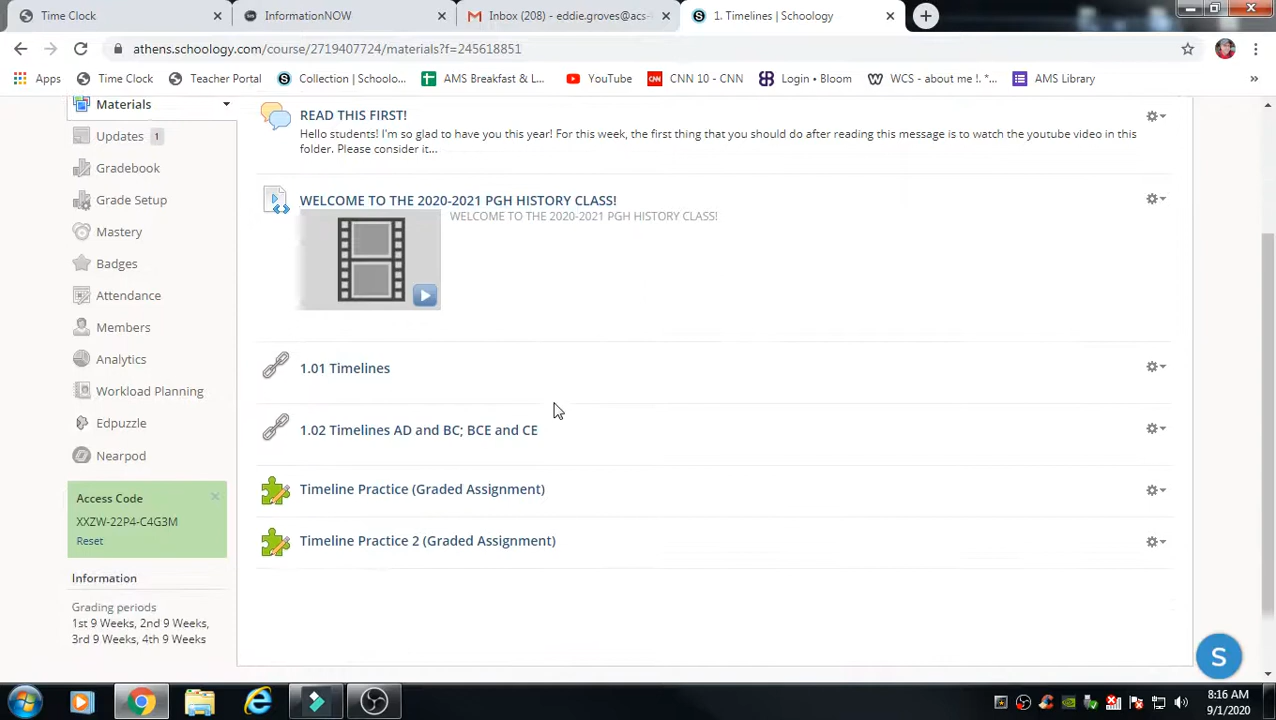 Time Clock
InformationNOW
Inbox (208) - eddie.groves@acs-
1. Timelines | Schoology
athens.schoology.com/course/2719407724/materials?f=245618851
Apps
Time Clock
Teacher Portal
Collection | Schoolo...
AMS Breakfast & L...
YouTube
CNN 10 - CNN
Login • Bloom
WCS - about me !. *...
AMS Library
»
Materials
Updates 1
Gradebook
Grade Setup
Mastery
Badges
Attendance
Members
Analytics
Workload Planning
Edpuzzle
Nearpod
Access Code
XXZW-22P4-C4G3M
Reset
Information
Grading periods
1st 9 Weeks, 2nd 9 Weeks,
3rd 9 Weeks, 4th 9 Weeks
READ THIS FIRST!
Hello students! I'm so glad to have you this year! For this week, the first thing that you should do after reading this message is to watch the youtube video in this
folder. Please consider it...
WELCOME TO THE 2020-2021 PGH HISTORY CLASS!
WELCOME TO THE 2020-2021 PGH HISTORY CLASS!
1.01 Timelines
1.02 Timelines AD and BC; BCE and CE
Timeline Practice (Graded Assignment)
Timeline Practice 2 (Graded Assignment)
S
8:16 AM
9/1/2020